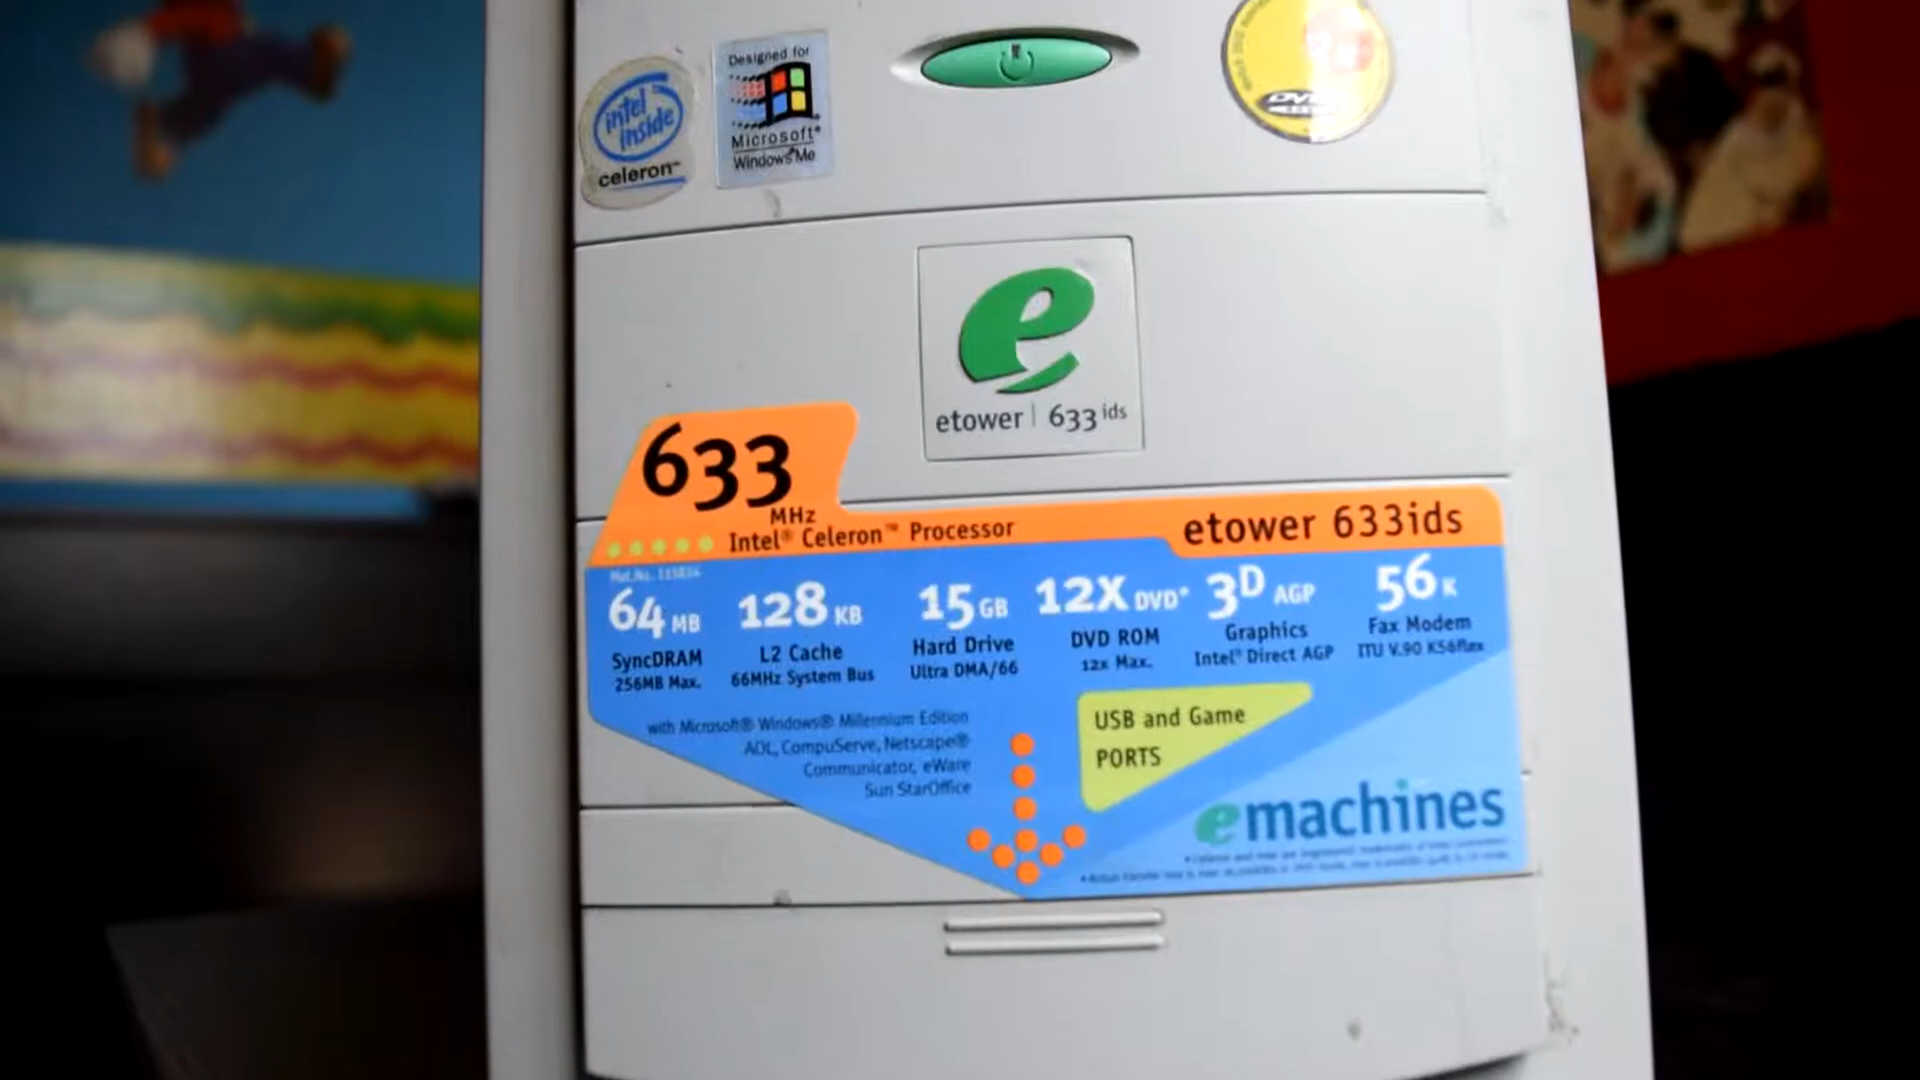 intel
inside
celeron™
Designed for
Microsoft®
Windows Me
DVD
e
etower | 633 ids
633
MHz
Intel® Celeron™ Processor
etower 633ids
64 MB
SyncDRAM
256MB Max.
128 KB
L2 Cache
66MHz System Bus
15 GB
Hard Drive
Ultra DMA/66
12X DVD*
DVD ROM
12x Max.
3D AGP
Graphics
Intel® Direct AGP
56 K
Fax Modem
ITU V.90 K56flex
with Microsoft® Windows® Millennium Edition
AOL, CompuServe, Netscape®
Communicator, eWare
Sun StarOffice
USB and Game
PORTS
emachines